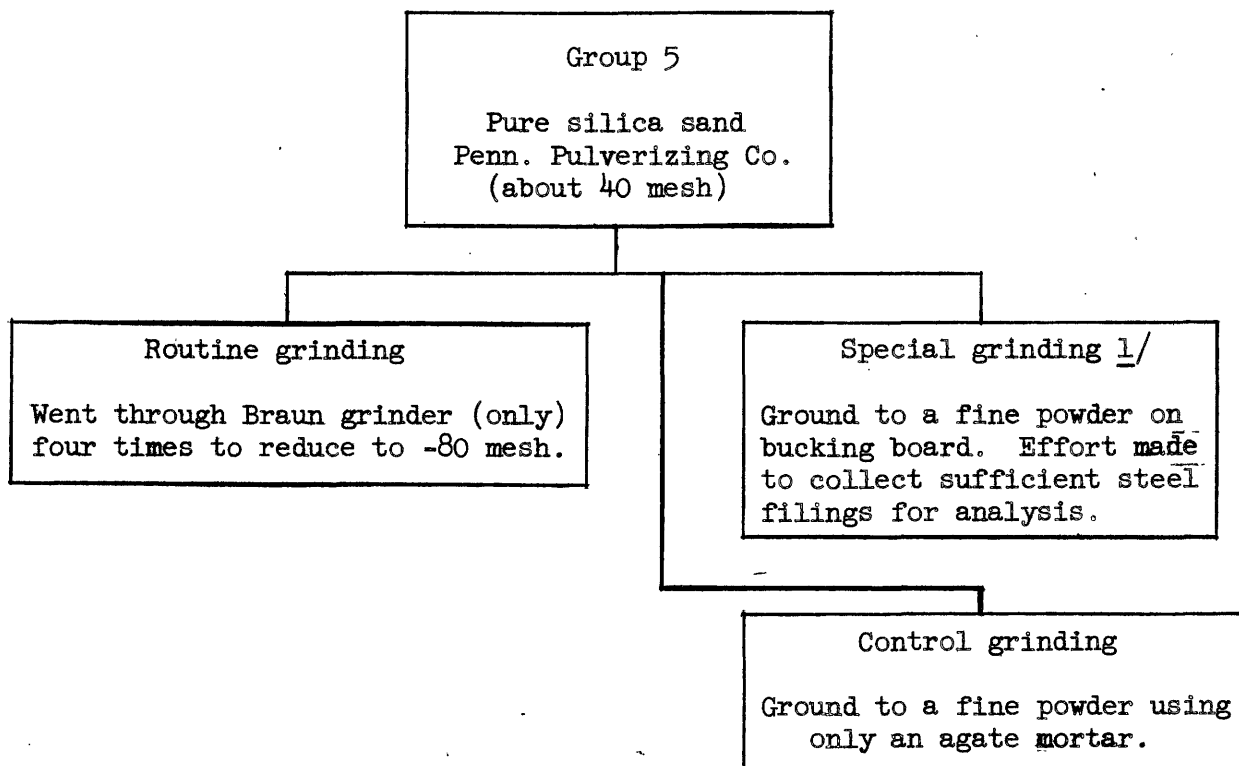 Group 5
Pure silica sand
Penn. Pulverizing Co.
(about 40 mesh)
Routine grinding
Went through Braun grinder (only)
four times to reduce to -80 mesh.
Special grinding 1/
Ground to a fine powder on
bucking board. Effort made
to collect sufficient steel
filings for analysis.
Control grinding
Ground to a fine powder using
only an agate mortar.